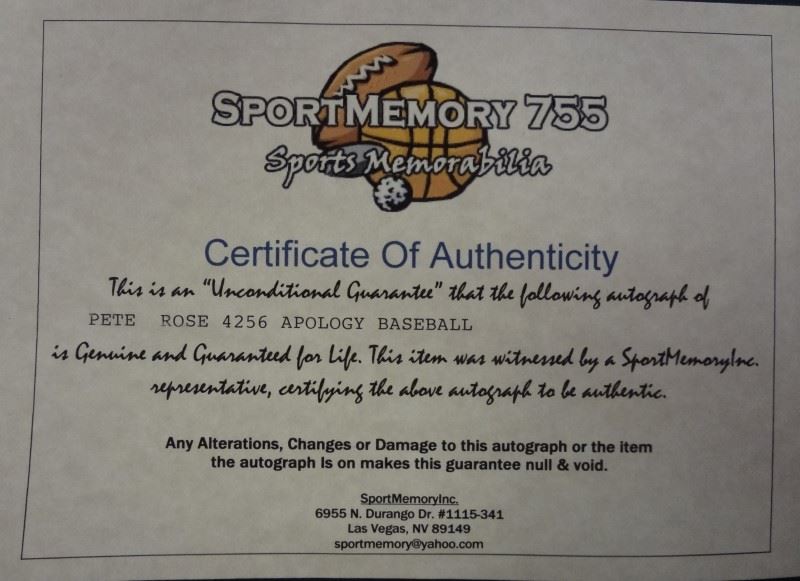 SPORTMEMORY 755
Sports Memorabilia
Certificate Of Authenticity
This is an "Unconditional Guarantee" that the following autograph of
PETE ROSE 4256 APOLOGY BASEBALL
is Genuine and Guaranteed for Life. This item was witnessed by a SportMemoryInc.
representative, certifying the above autograph to be authentic.
Any Alterations, Changes or Damage to this autograph or the item
the autograph Is on makes this guarantee null & void.
SportMemoryInc.
6955 N. Durango Dr. #1115-341
Las Vegas, NV 89149
sportmemory@yahoo.com